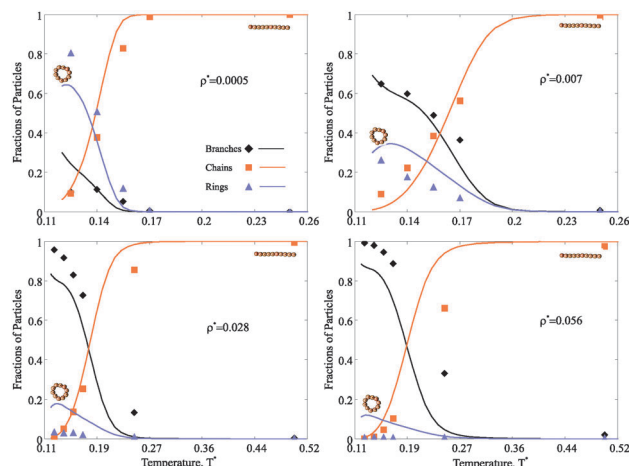 1
0.8
0.6
0.4
0.2
0
Fractions of Particles
ρ*=0.0005
Branches
Chains
Rings
0.11 0.14 0.17 0.2 0.23 0.26
1
0.8
0.6
0.4
0.2
0
Fractions of Particles
ρ*=0.007
0.11 0.14 0.17 0.2 0.23 0.26
1
0.8
0.6
0.4
0.2
0
Fractions of Particles
ρ*=0.028
0.11 0.19 0.27 0.36 0.44 0.52
Temperature, T*
1
0.8
0.6
0.4
0.2
0
Fractions of Particles
ρ*=0.056
0.11 0.19 0.27 0.36 0.44 0.52
Temperature, T*